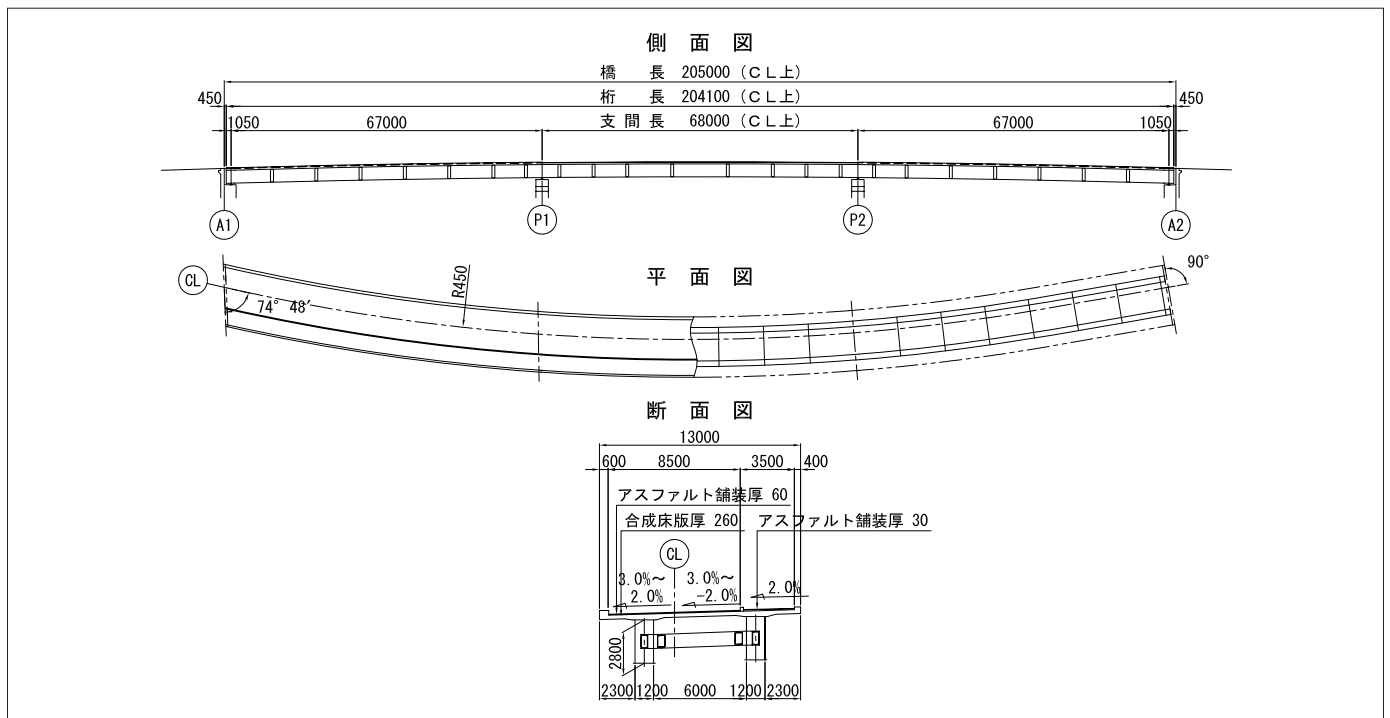 側面図
橋長 205000 (CL上)
450 桁長 204100 (CL上) 450
1050 67000 支間長 68000 (CL上) 67000 1050
A1 P1 P2 A2
平面図
CL
74° 48′
R450
90°
断面図
13000
600 8500 3500 400
アスファルト舗装厚 60
合成床版厚 260 アスファルト舗装厚 30
CL
3.0%～ 3.0%～ 2.0%
2.0% -2.0%
2800
2300 1200 6000 1200 2300